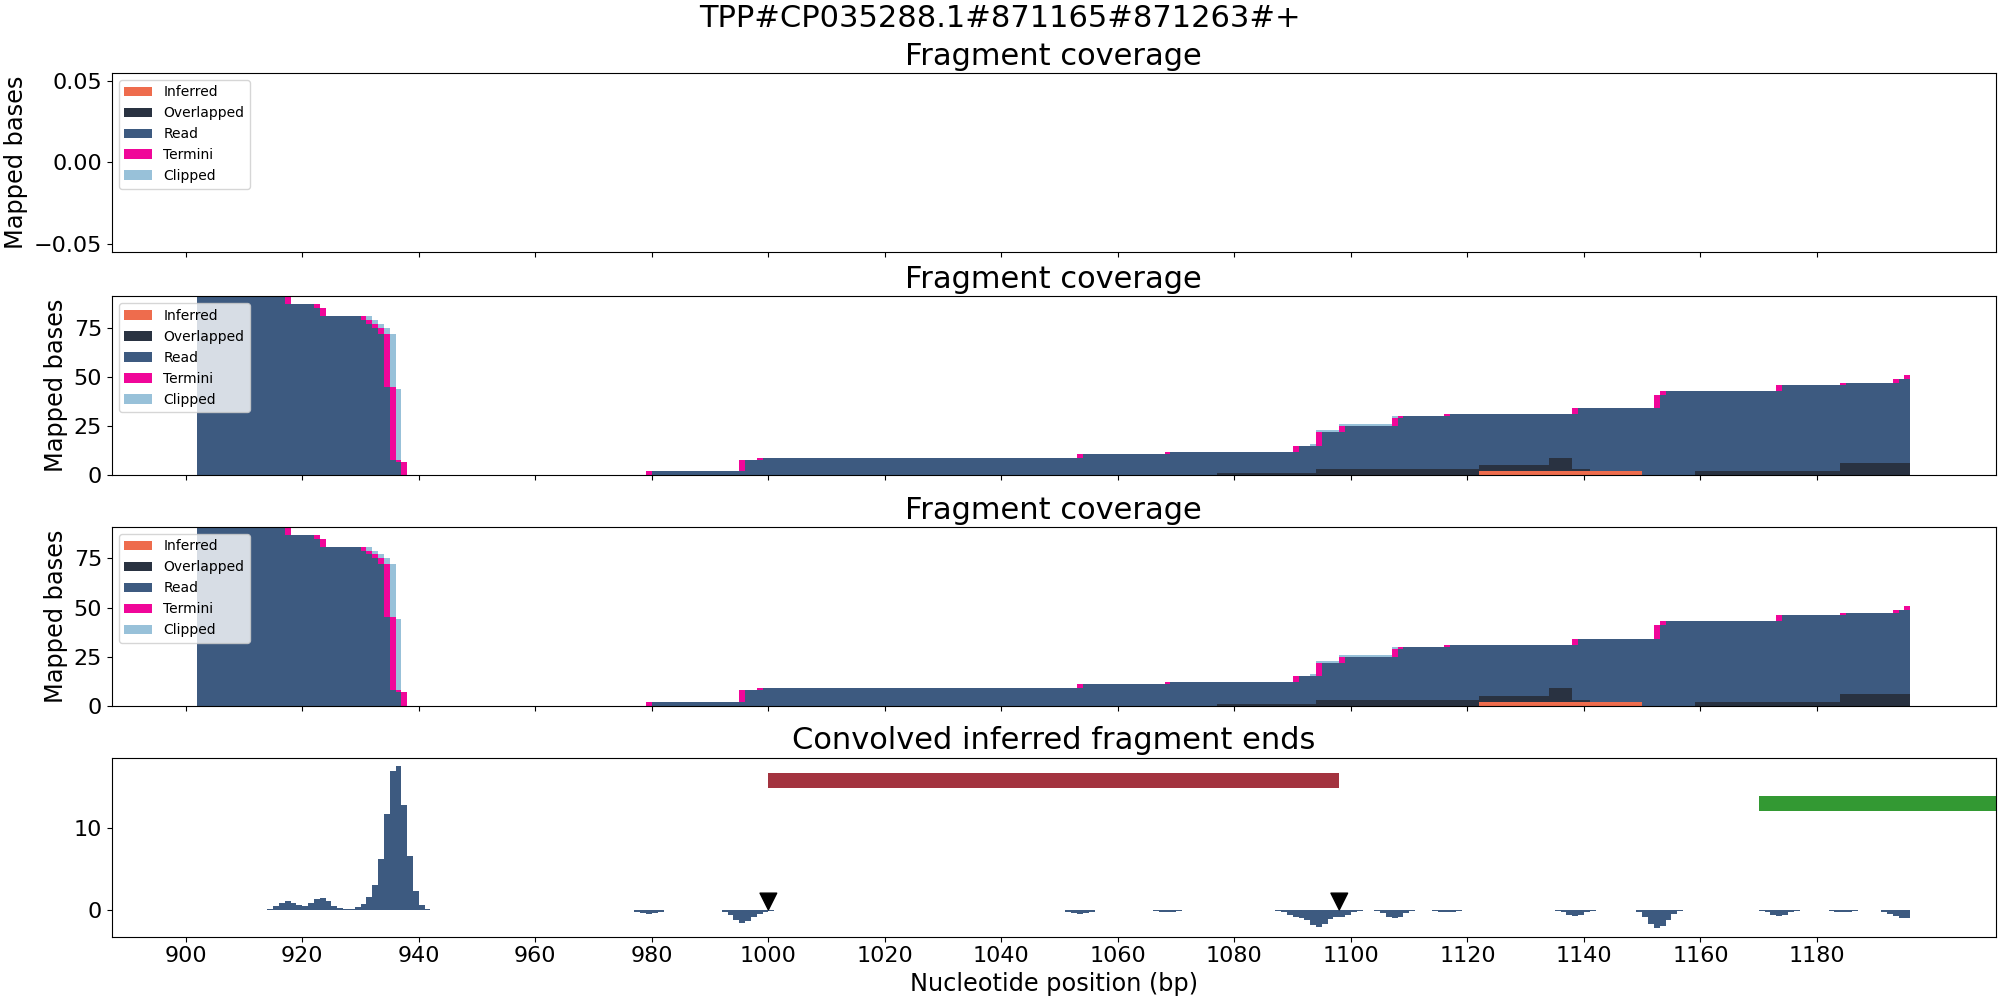 TPP#CP035288.1#871165#871263#+
Fragment coverage
Mapped bases
0.05
0.00
−0.05
Inferred
Overlapped
Read
Termini
Clipped
Fragment coverage
Mapped bases
75
50
25
0
Inferred
Overlapped
Read
Termini
Clipped
Fragment coverage
Mapped bases
75
50
25
0
Inferred
Overlapped
Read
Termini
Clipped
Convolved inferred fragment ends
10
0
900 920 940 960 980 1000 1020 1040 1060 1080 1100 1120 1140 1160 1180
Nucleotide position (bp)